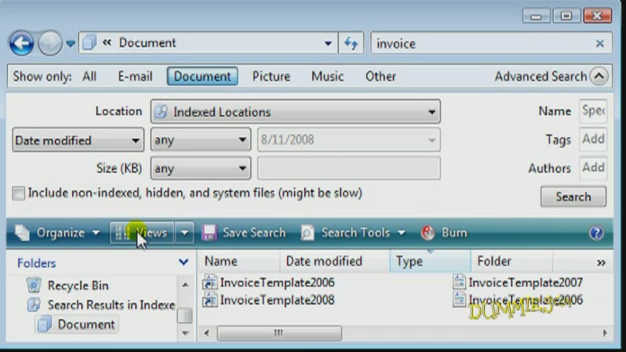 « Document
invoice
Show only: All E-mail Document Picture Music Other Advanced Search
Location Indexed Locations Name Spec
Date modified any 8/11/2008 Tags Add
Size (KB) any Authors Add
Include non-indexed, hidden, and system files (might be slow) Search
Organize Views Save Search Search Tools Burn ?
Folders Name Date modified Type Folder »
Recycle Bin InvoiceTemplate2006 InvoiceTemplate2007
Search Results in Indexe InvoiceTemplate2008 InvoiceTemplate2006
Document